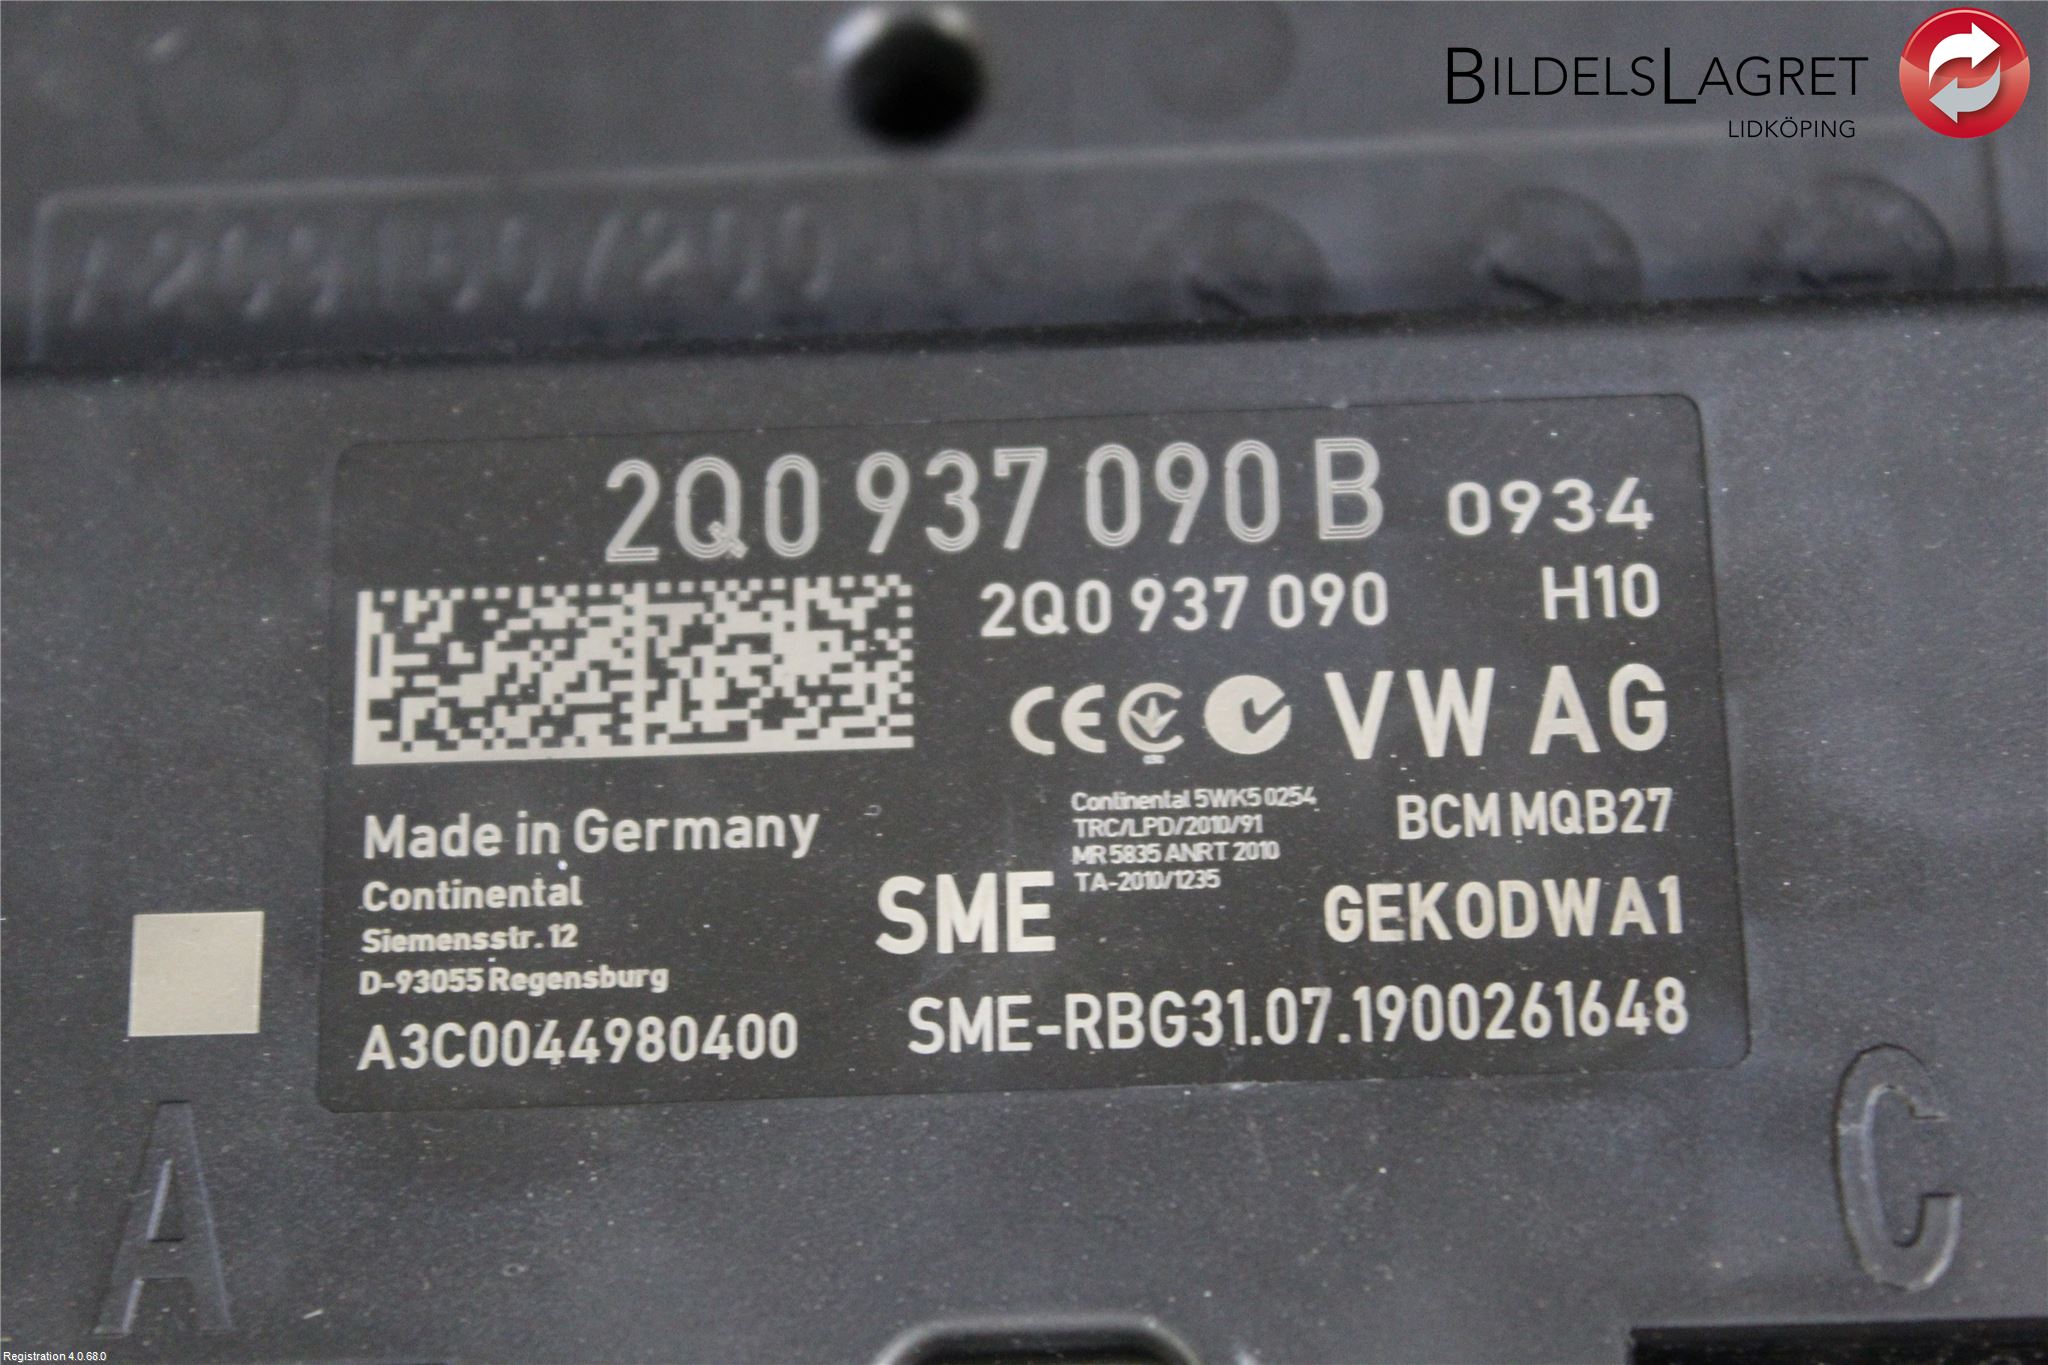 BILDELSLAGRET
LIDKÖPING
2Q0 937 090 B 0934
2Q0 937 090 H10
CE VW AG
Continental 5WK5 0254
TRC/LPD/2010/91
MR 5835 ANRT 2010
TA-2010/1235
BCM MQB27
Made in Germany
Continental
Siemensstr. 12
D-93055 Regensburg
SME GEK0DWA1
A3C0044980400 SME-RBG31.07.1900261648
A
C
Registration 4.0.68.0